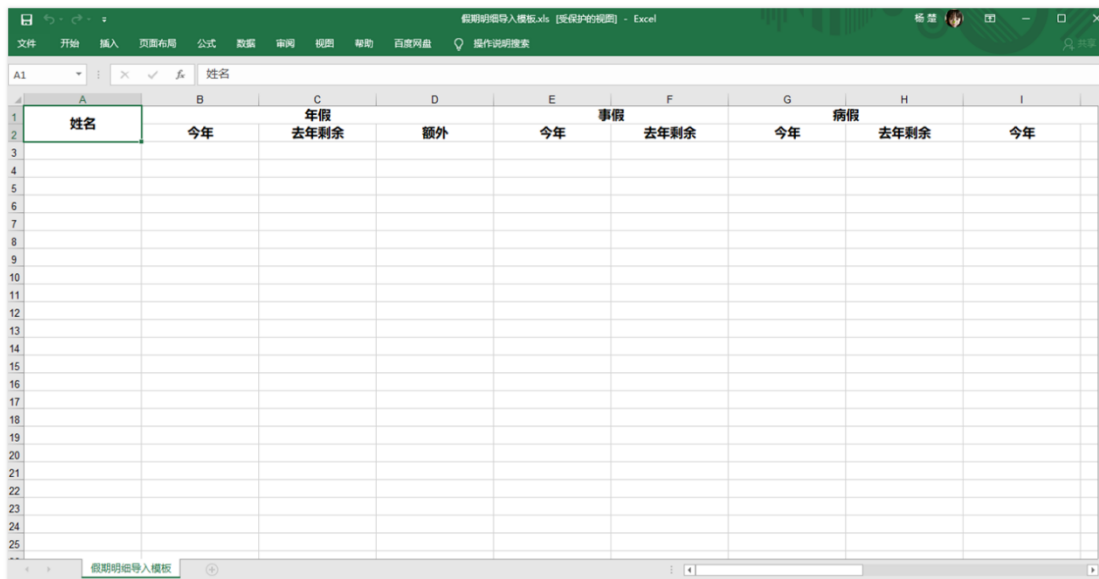 假期明细导入模板.xls [受保护的视图] - Excel
杨楚
文件 开始 插入 页面布局 公式 数据 审阅 视图 帮助 百度网盘 操作说明搜索 共享
A1 fx 姓名
A B C D E F G H I
1 姓名 年假 事假 病假
2 今年 去年剩余 额外 今年 去年剩余 今年 去年剩余 今年
3
4
5
6
7
8
9
10
11
12
13
14
15
16
17
18
19
20
21
22
23
24
25
假期明细导入模板